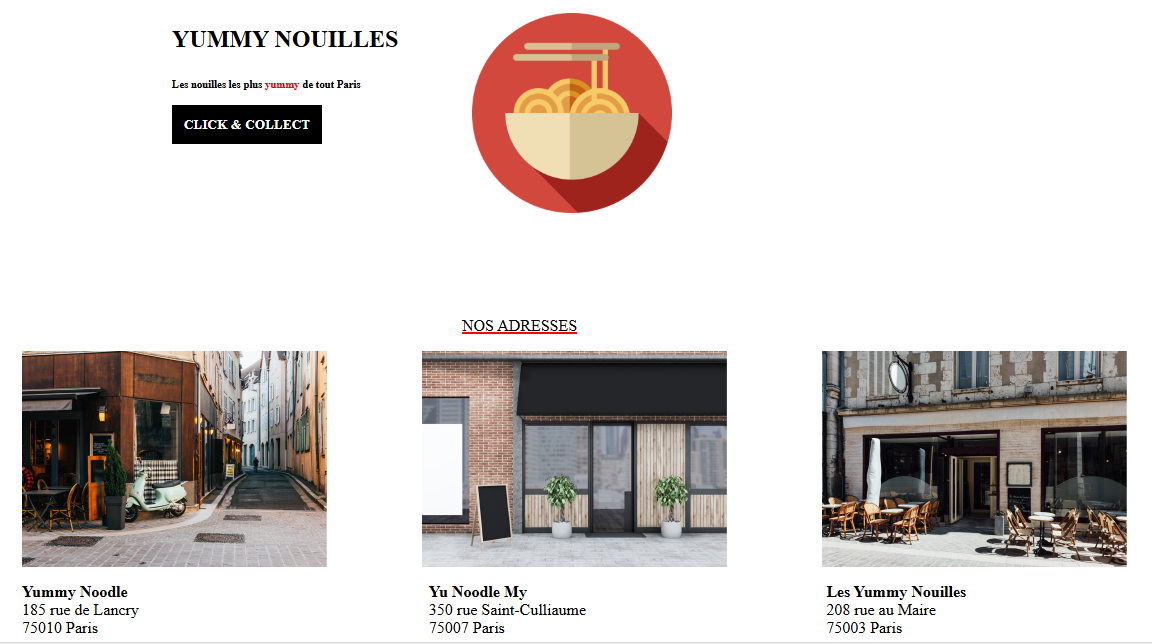 YUMMY NOUILLES
Les nouilles les plus yummy de tout Paris
CLICK & COLLECT
NOS ADRESSES
Yummy Noodle
185 rue de Lancry
75010 Paris
Yu Noodle My
350 rue Saint-Culliaume
75007 Paris
Les Yummy Nouilles
208 rue au Maire
75003 Paris